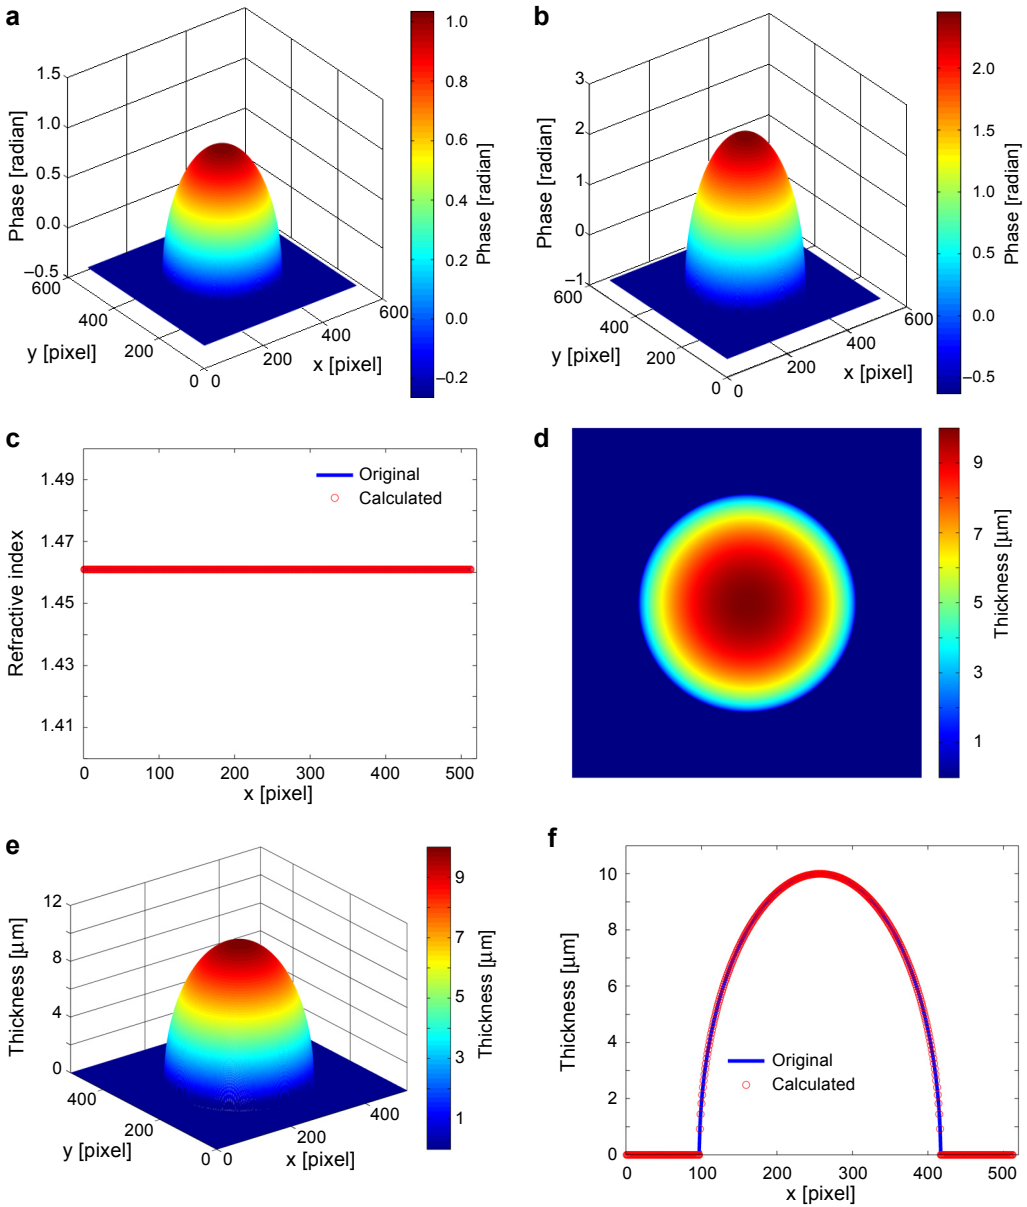 a
1.5
1.0
0.5
0.0
–0.5
Phase [radian]
600
400
200
0
y [pixel]
0
200
400
600
x [pixel]
1.0
0.8
0.6
0.4
0.2
0.0
–0.2
Phase [radian]
b
3
2
1
0
–1
Phase [radian]
600
400
200
0
y [pixel]
0
200
400
600
x [pixel]
2.0
1.5
1.0
0.5
0.0
–0.5
Phase [radian]
c
1.49
1.47
1.45
1.43
1.41
Refractive index
Original
Calculated
0 100 200 300 400 500
x [pixel]
d
9
7
5
3
1
Thickness [µm]
e
12
8
4
0
Thickness [µm]
400
200
0
y [pixel]
0
200
400
x [pixel]
9
7
5
3
1
Thickness [µm]
f
10
8
6
4
2
0
Thickness [µm]
Original
Calculated
0 100 200 300 400 500
x [pixel]